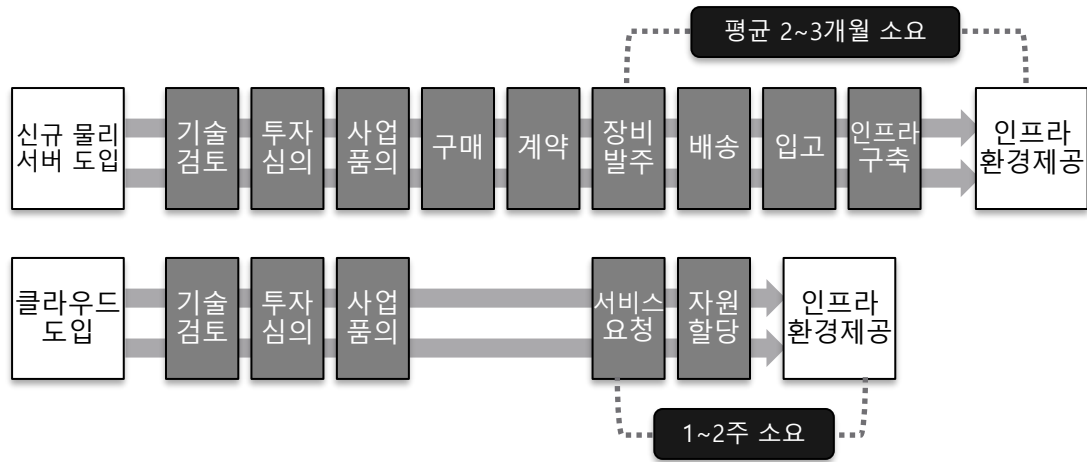 평균 2~3개월 소요
신규 물리
서버 도입
기술
검토
투자
심의
사업
품의
구매
계약
장비
발주
배송
입고
인프라
구축
인프라
환경제공
클라우드
도입
기술
검토
투자
심의
사업
품의
서비스
요청
자원
할당
인프라
환경제공
1~2주 소요